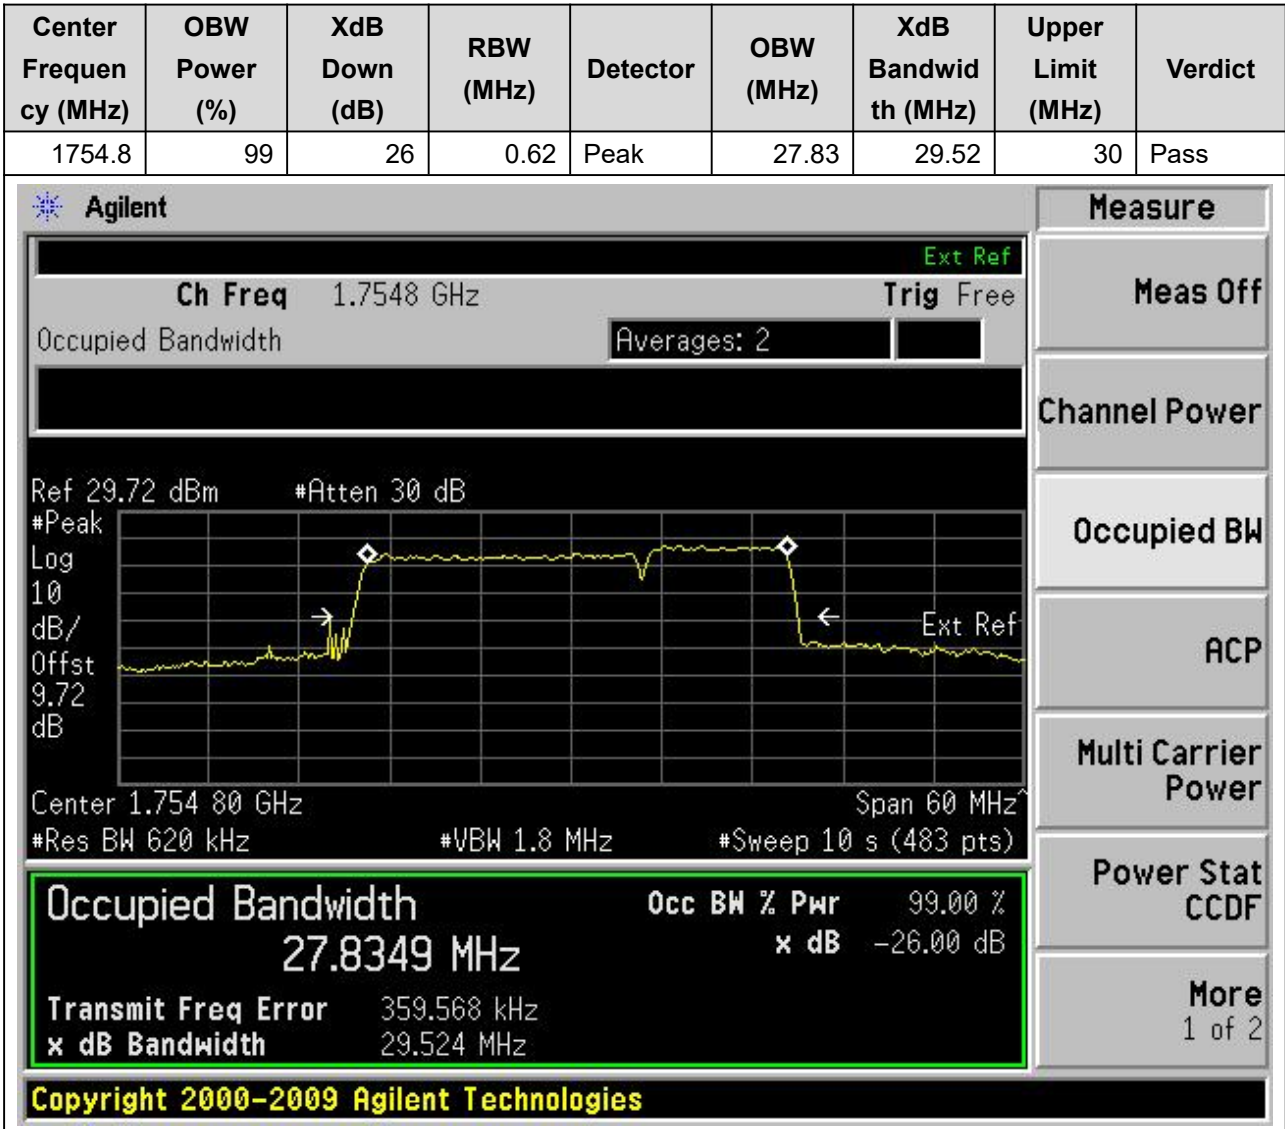 Center Frequen cy (MHz) OBW Power (%) XdB Down (dB) RBW (MHz) Detector OBW (MHz) XdB Bandwid th (MHz) Upper Limit (MHz) Verdict
1754.8 99 26 0.62 Peak 27.83 29.52 30 Pass
Agilent
Ext Ref
Ch Freq 1.7548 GHz Trig Free
Occupied Bandwidth Averages: 2
Ref 29.72 dBm #Atten 30 dB
#Peak
Log
10
dB/
Offst
9.72
dB
Ext Ref
Center 1.754 80 GHz Span 60 MHz^
#Res BW 620 kHz #VBW 1.8 MHz #Sweep 10 s (483 pts)
Occupied Bandwidth Occ BW % Pwr 99.00 %
27.8349 MHz x dB -26.00 dB
Transmit Freq Error 359.568 kHz
x dB Bandwidth 29.524 MHz
Copyright 2000-2009 Agilent Technologies
Measure
Meas Off
Channel Power
Occupied BW
ACP
Multi Carrier
Power
Power Stat
CCDF
More
1 of 2